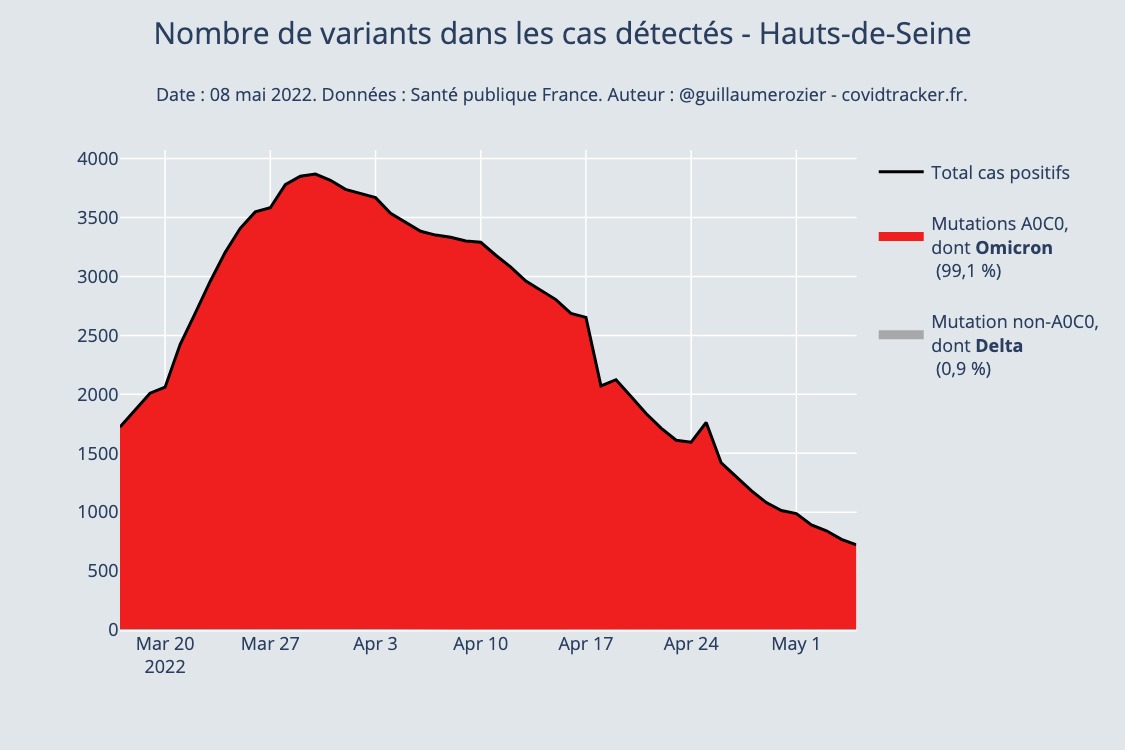 Nombre de variants dans les cas détectés - Hauts-de-Seine
Date : 08 mai 2022. Données : Santé publique France. Auteur : @guillaumerozier - covidtracker.fr.
4000
3500
3000
2500
2000
1500
1000
500
0
Mar 20
2022
Mar 27
Apr 3
Apr 10
Apr 17
Apr 24
May 1
Total cas positifs
Mutations A0C0,
dont Omicron
(99,1 %)
Mutation non-A0C0,
dont Delta
(0,9 %)